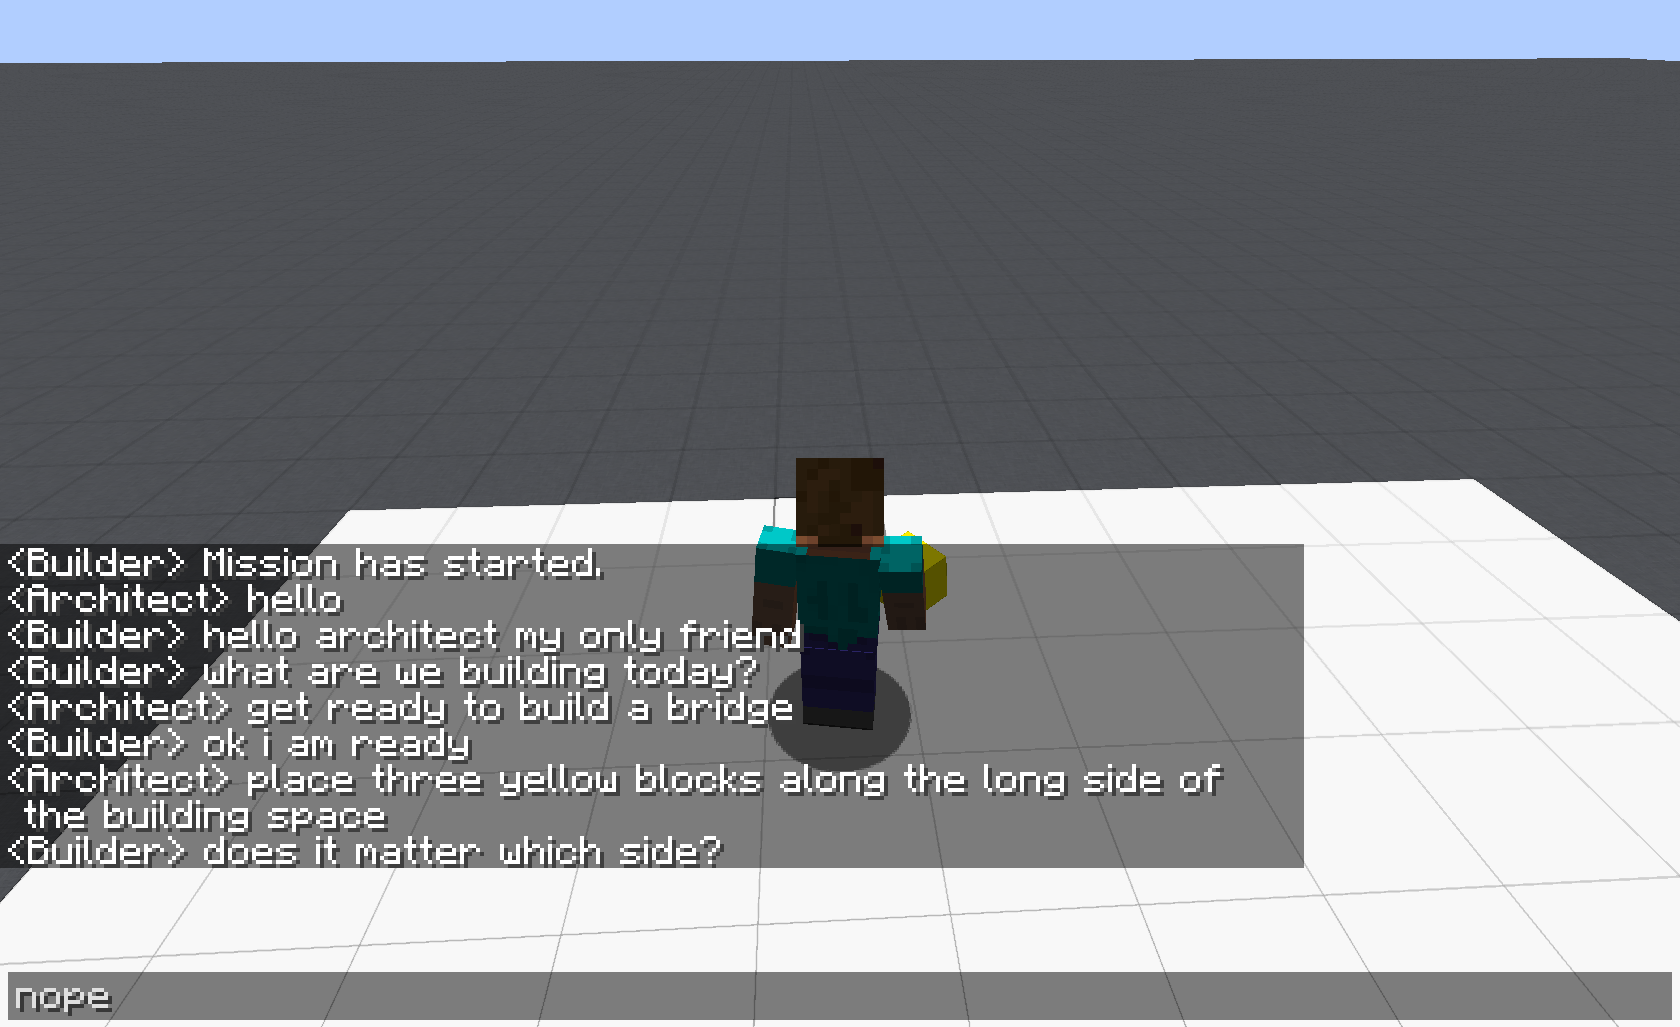 <Builder> Mission has started.
<Architect> hello
<Builder> hello architect my only friend
<Builder> what are we building today?
<Architect> get ready to build a bridge
<Builder> ok i am ready
<Architect> place three yellow blocks along the long side of
the building space
<Builder> does it matter which side?
nope